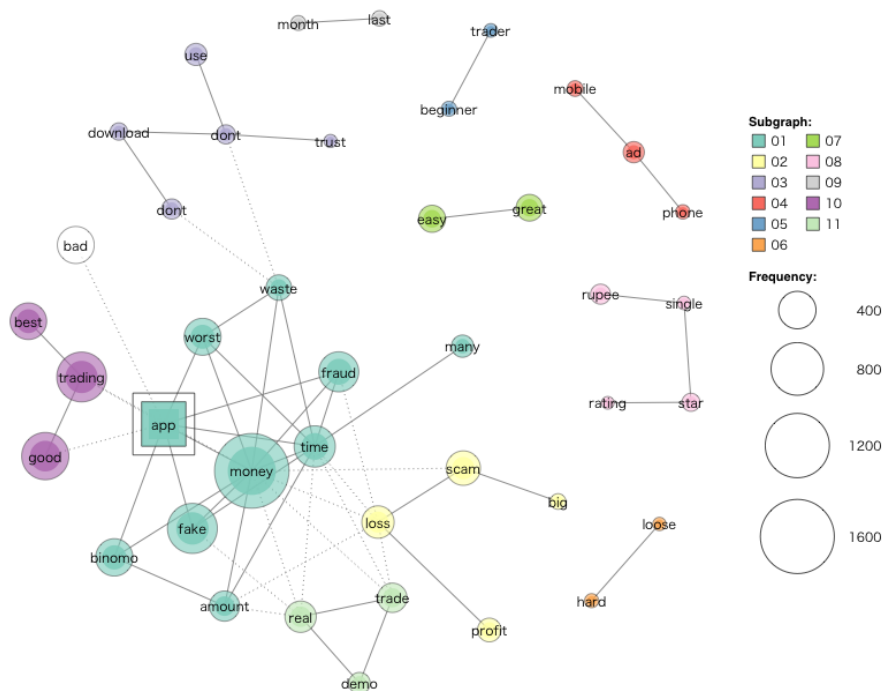 month last
trader
use
mobile
beginner
download dont trust
ad
dont
phone
great
easy
bad
waste
rupee single
best
worst
many
fraud
trading
rating star
app
time
good
money
scam
big
loss
fake
loose
binomo
hard
trade
amount
real
profit
demo
Subgraph:
01 07
02 08
03 09
04 10
05 11
06
Frequency:
400
800
1200
1600